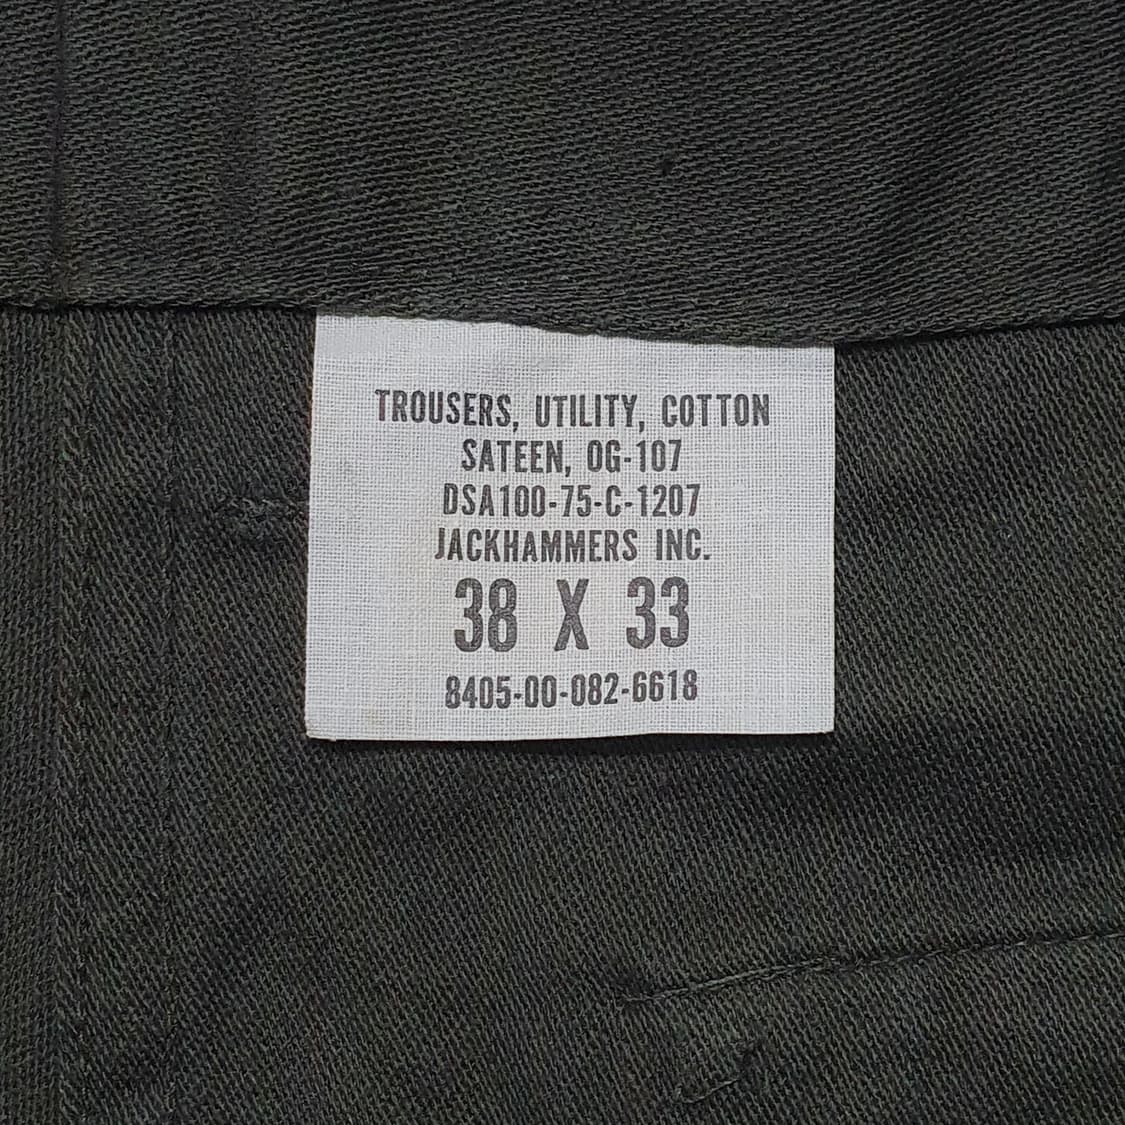 TROUSERS, UTILITY, COTTON
SATEEN, OG-107
DSA100-75-C-1207
JACKHAMMERS INC.
38 X 33
8405-00-082-6618